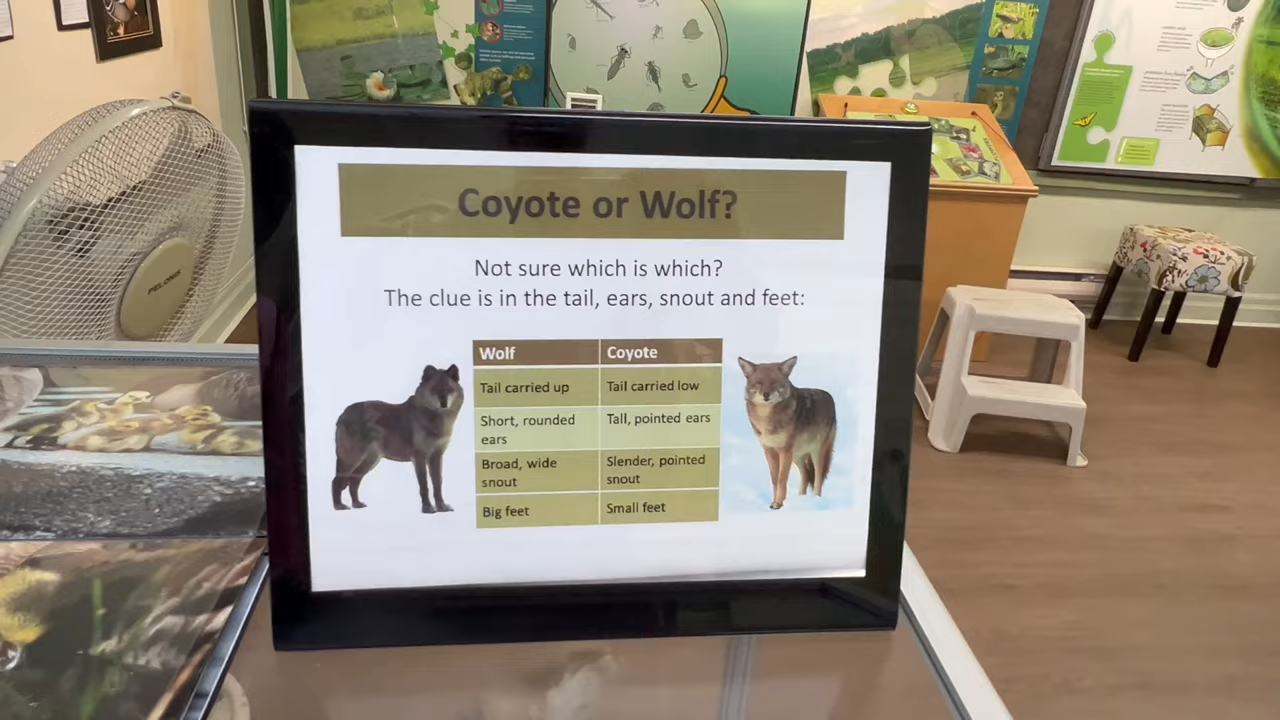 Coyote or Wolf?
Not sure which is which?
The clue is in the tail, ears, snout and feet:
Wolf Coyote
Tail carried up Tail carried low
Short, rounded ears Tall, pointed ears
Broad, wide snout Slender, pointed snout
Big feet Small feet
PELONIS